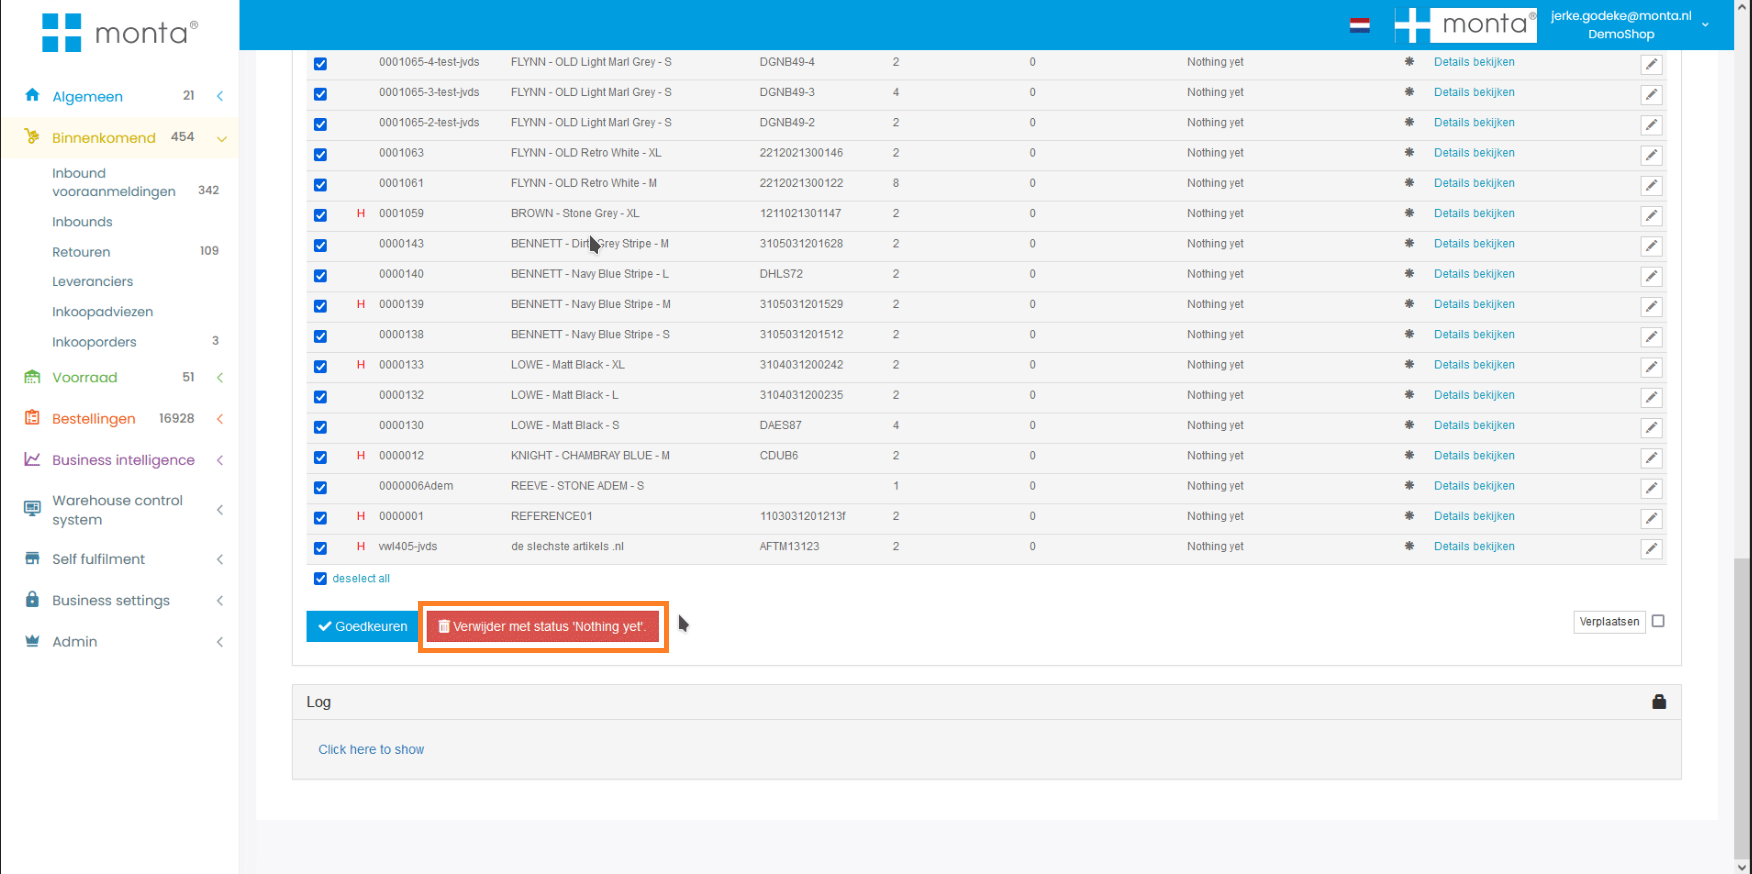 monta®
monta®
jerke.godeke@monta.nl
DemoShop
Algemeen 21
Binnenkomend 454
Inbound
vooraanmeldingen 342
Inbounds
Retouren 109
Leveranciers
Inkoopadviezen
Inkooporders 3
Voorraad 51
Bestellingen 16928
Business intelligence
Warehouse control
system
Self fulfilment
Business settings
Admin
0001065-4-test-jvds FLYNN - OLD Light Marl Grey - S DGNB49-4 2 0 Nothing yet Details bekijken
0001065-3-test-jvds FLYNN - OLD Light Marl Grey - S DGNB49-3 4 0 Nothing yet Details bekijken
0001065-2-test-jvds FLYNN - OLD Light Marl Grey - S DGNB49-2 2 0 Nothing yet Details bekijken
0001063 FLYNN - OLD Retro White - XL 2212021300146 2 0 Nothing yet Details bekijken
0001061 FLYNN - OLD Retro White - M 2212021300122 8 0 Nothing yet Details bekijken
H 0001059 BROWN - Stone Grey - XL 1211021301147 2 0 Nothing yet Details bekijken
0000143 BENNETT - Grey Stripe - M 3105031201628 2 0 Nothing yet Details bekijken
0000140 BENNETT - Navy Blue Stripe - L DHLS72 2 0 Nothing yet Details bekijken
H 0000139 BENNETT - Navy Blue Stripe - M 3105031201529 2 0 Nothing yet Details bekijken
0000138 BENNETT - Navy Blue Stripe - S 3105031201512 2 0 Nothing yet Details bekijken
H 0000133 LOWE - Matt Black - XL 3104031200242 2 0 Nothing yet Details bekijken
0000132 LOWE - Matt Black - L 3104031200235 2 0 Nothing yet Details bekijken
0000130 LOWE - Matt Black - S DAES87 4 0 Nothing yet Details bekijken
H 0000012 KNIGHT - CHAMBRAY BLUE - M CDUB6 2 0 Nothing yet Details bekijken
0000006Adem REEVE - STONE ADEM - S 1 0 Nothing yet Details bekijken
H 0000001 REFERENCE01 1103031201213f 2 0 Nothing yet Details bekijken
H vwl405-jvds de slechste artikels .nl AFTM13123 2 0 Nothing yet Details bekijken
deselect all
Goedkeuren Verwijder met status 'Nothing yet'. Verplaatsen
Log
Click here to show